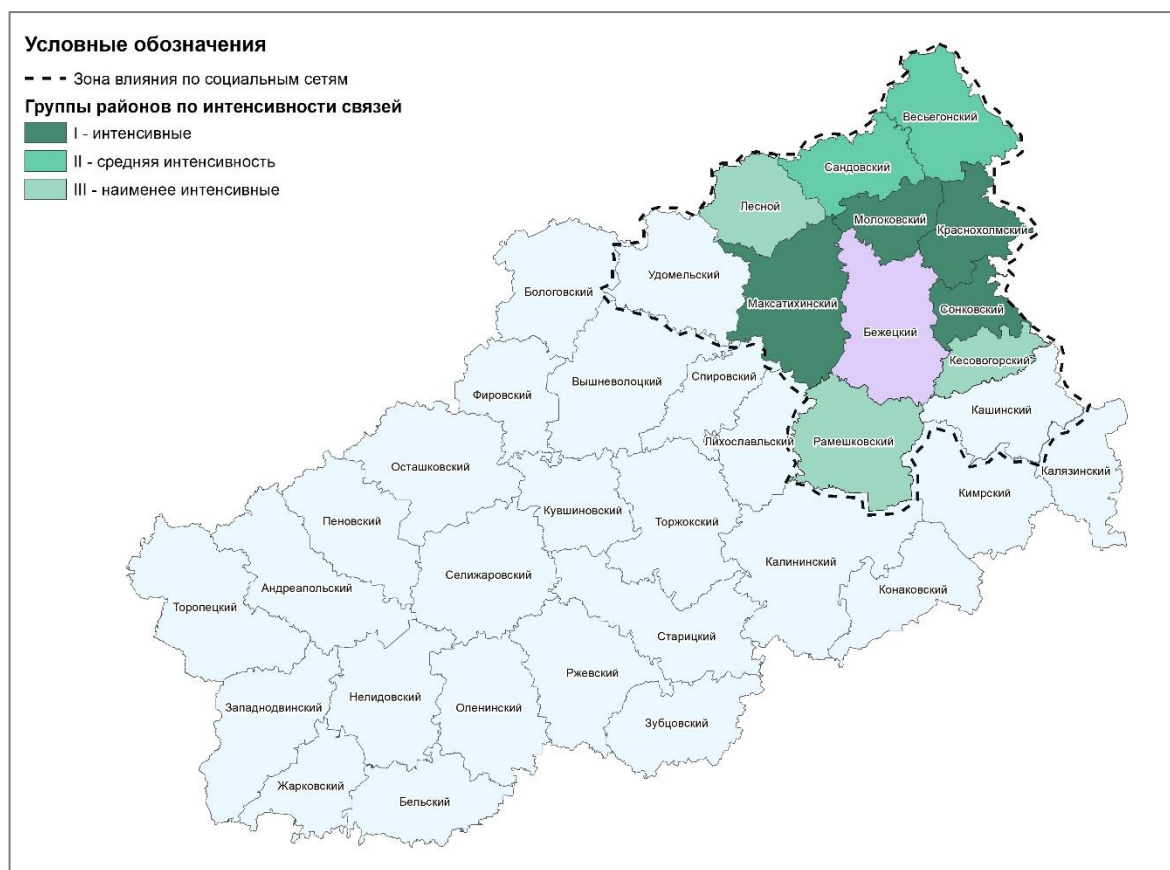 Условные обозначения
Зона влияния по социальным сетям
Группы районов по интенсивности связей
I - интенсивные
II - средняя интенсивность
III - наименее интенсивные
Весьегонский
Сандовский
Лесной
Молоковский
Краснохолмский
Удомельский
Бологовский
Максатихинский
Сонковский
Бежецкий
Кесовогорский
Спировский
Вышневолоцкий
Фировский
Кашинский
Лихославльский
Рамешковский
Осташковский
Калязинский
Кимрский
Кувшиновский
Торжокский
Пеновский
Калининский
Селижаровский
Андреапольский
Конаковский
Торопецкий
Старицкий
Ржевский
Нелидовский
Западнодвинский
Оленинский
Зубцовский
Жарковский
Бельский